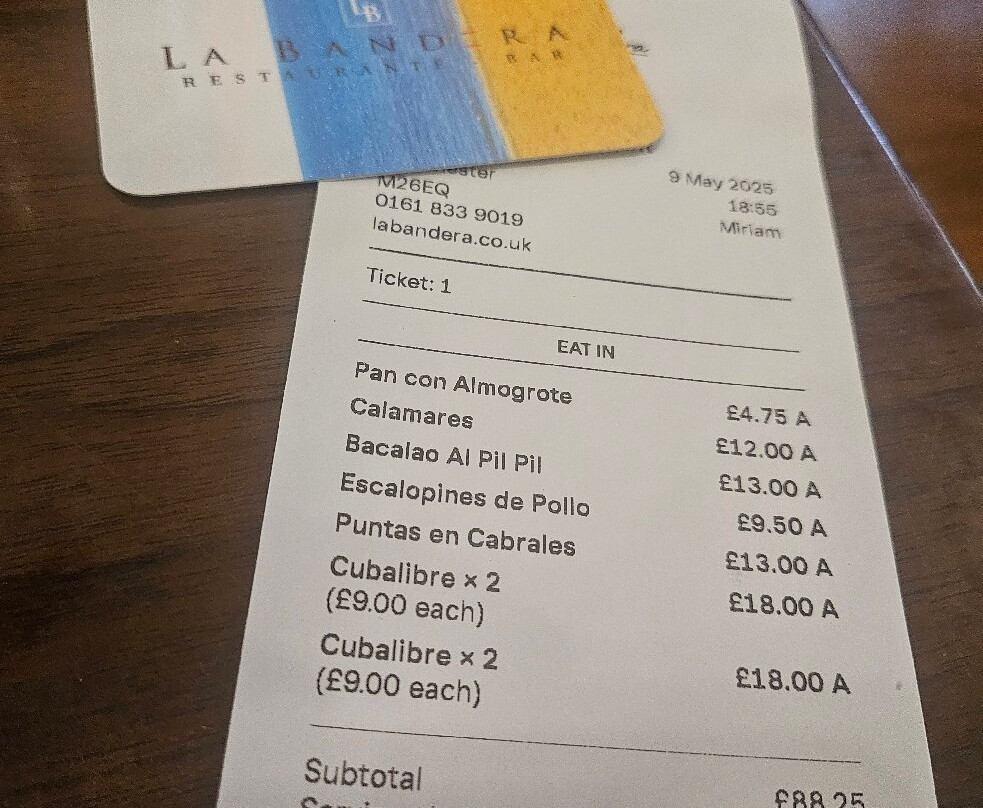 LB
LA BANDERA
RESTAURANTE BAR
M26EQ
0161 833 9019
labandera.co.uk
9 May 2025
18:55
Miriam
Ticket: 1
EAT IN
Pan con Almogrote £4.75 A
Calamares £12.00 A
Bacalao Al Pil Pil £13.00 A
Escalopines de Pollo £9.50 A
Puntas en Cabrales £13.00 A
Cubalibre × 2 £18.00 A
(£9.00 each)
Cubalibre × 2 £18.00 A
(£9.00 each)
Subtotal £88.25